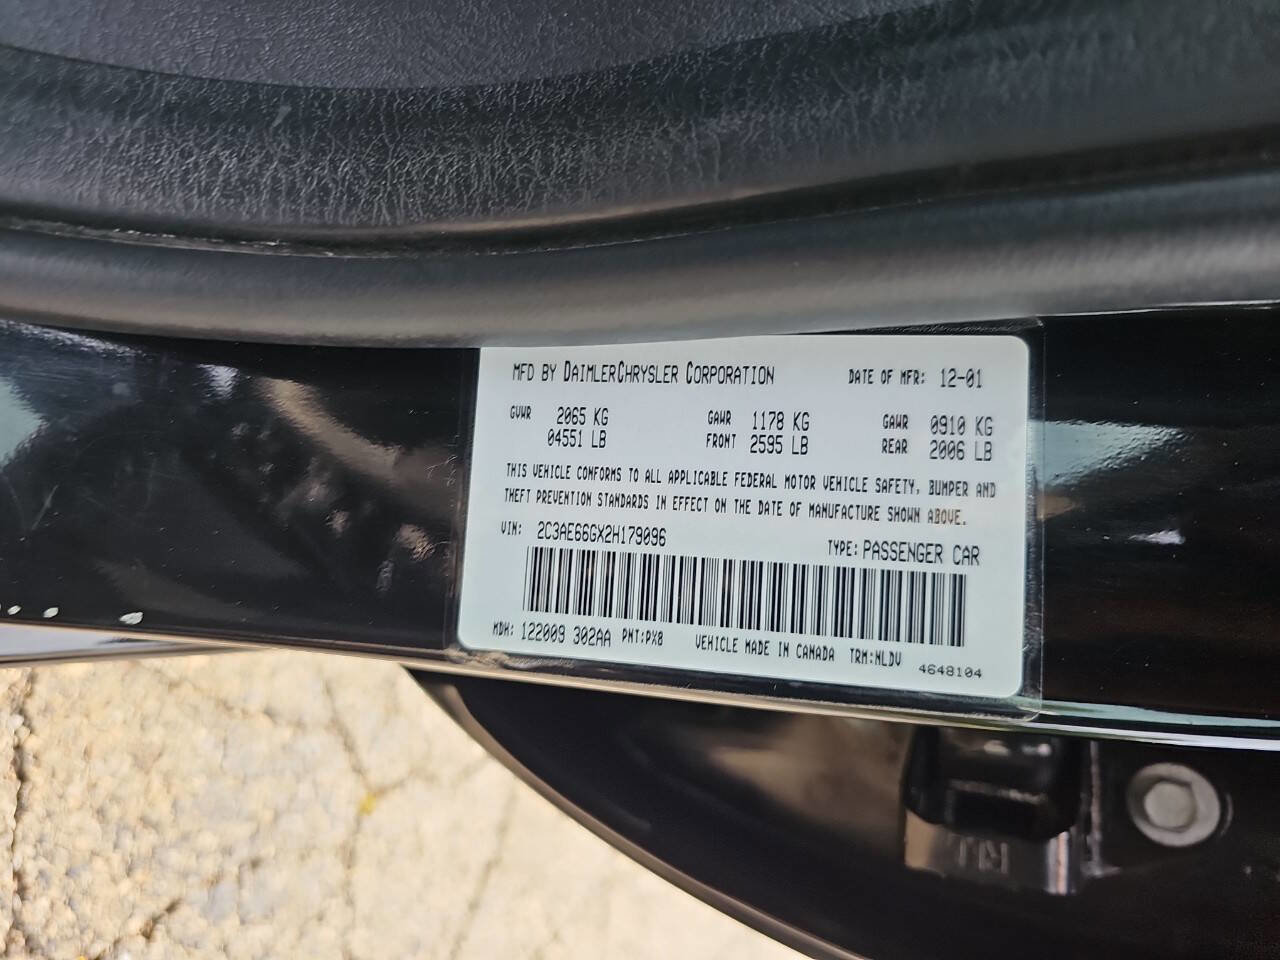 MFD BY DAIMLERCHRYSLER CORPORATION DATE OF MFR: 12-01
GVWR 2065 KG GAWR 1178 KG GAWR 0910 KG
04551 LB FRONT 2595 LB REAR 2006 LB
THIS VEHICLE CONFORMS TO ALL APPLICABLE FEDERAL MOTOR VEHICLE SAFETY, BUMPER AND
THEFT PREVENTION STANDARDS IN EFFECT ON THE DATE OF MANUFACTURE SHOWN ABOVE.
VIN: 2C3AE66GX2H179096 TYPE: PASSENGER CAR
MDH: 122009 302AA PNT:PX8 VEHICLE MADE IN CANADA TRM:NLDV
4648104